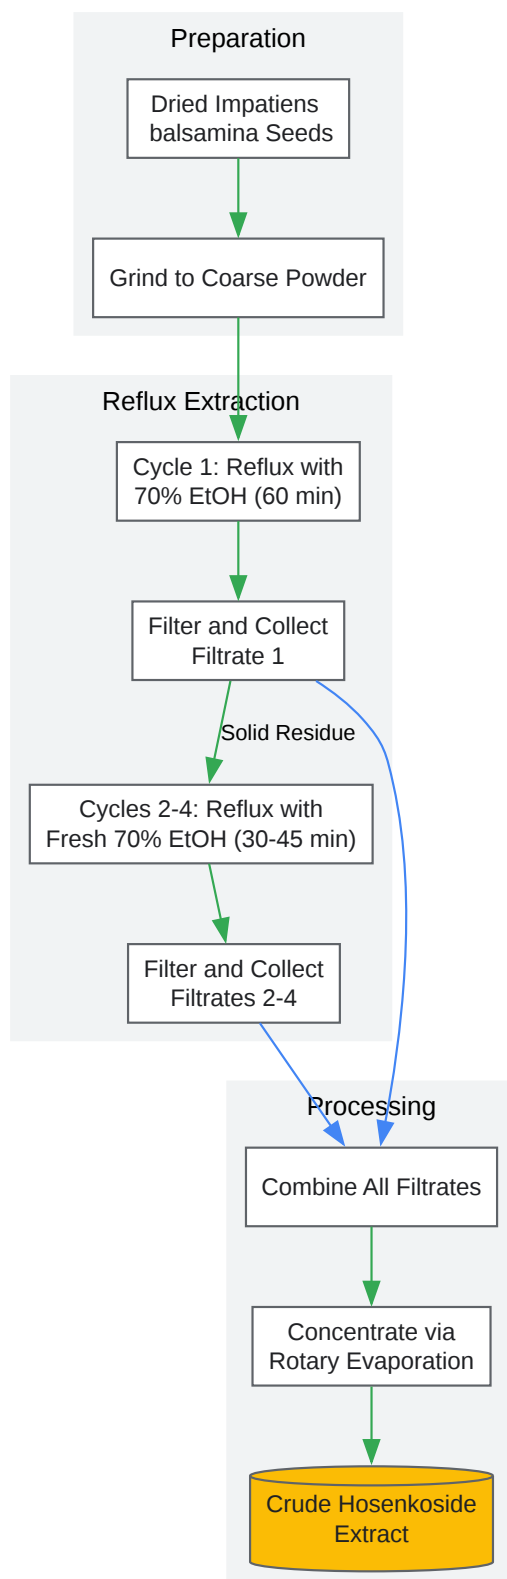 Preparation
Dried Impatiens
balsamina Seeds
Grind to Coarse Powder
Reflux Extraction
Cycle 1: Reflux with
70% EtOH (60 min)
Filter and Collect
Filtrate 1
Solid Residue
Cycles 2-4: Reflux with
Fresh 70% EtOH (30-45 min)
Filter and Collect
Filtrates 2-4
Processing
Combine All Filtrates
Concentrate via
Rotary Evaporation
Crude Hosenkoside
Extract